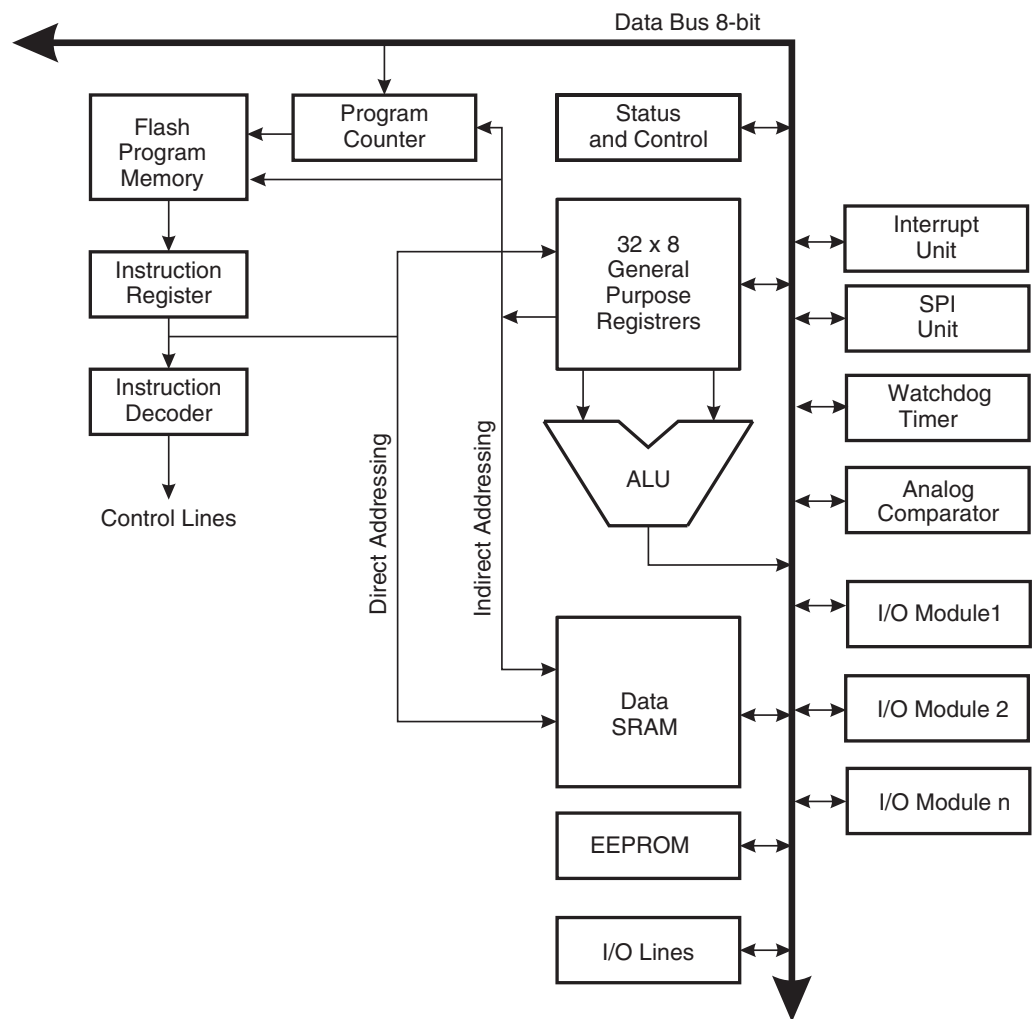 Data Bus 8-bit
Flash
Program
Memory
Program
Counter
Status
and Control
32 x 8
General
Purpose
Registrers
Interrupt
Unit
Instruction
Register
SPI
Unit
Instruction
Decoder
Watchdog
Timer
Control Lines
Direct Addressing
Indirect Addressing
ALU
Analog
Comparator
I/O Module1
Data
SRAM
I/O Module 2
I/O Module n
EEPROM
I/O Lines